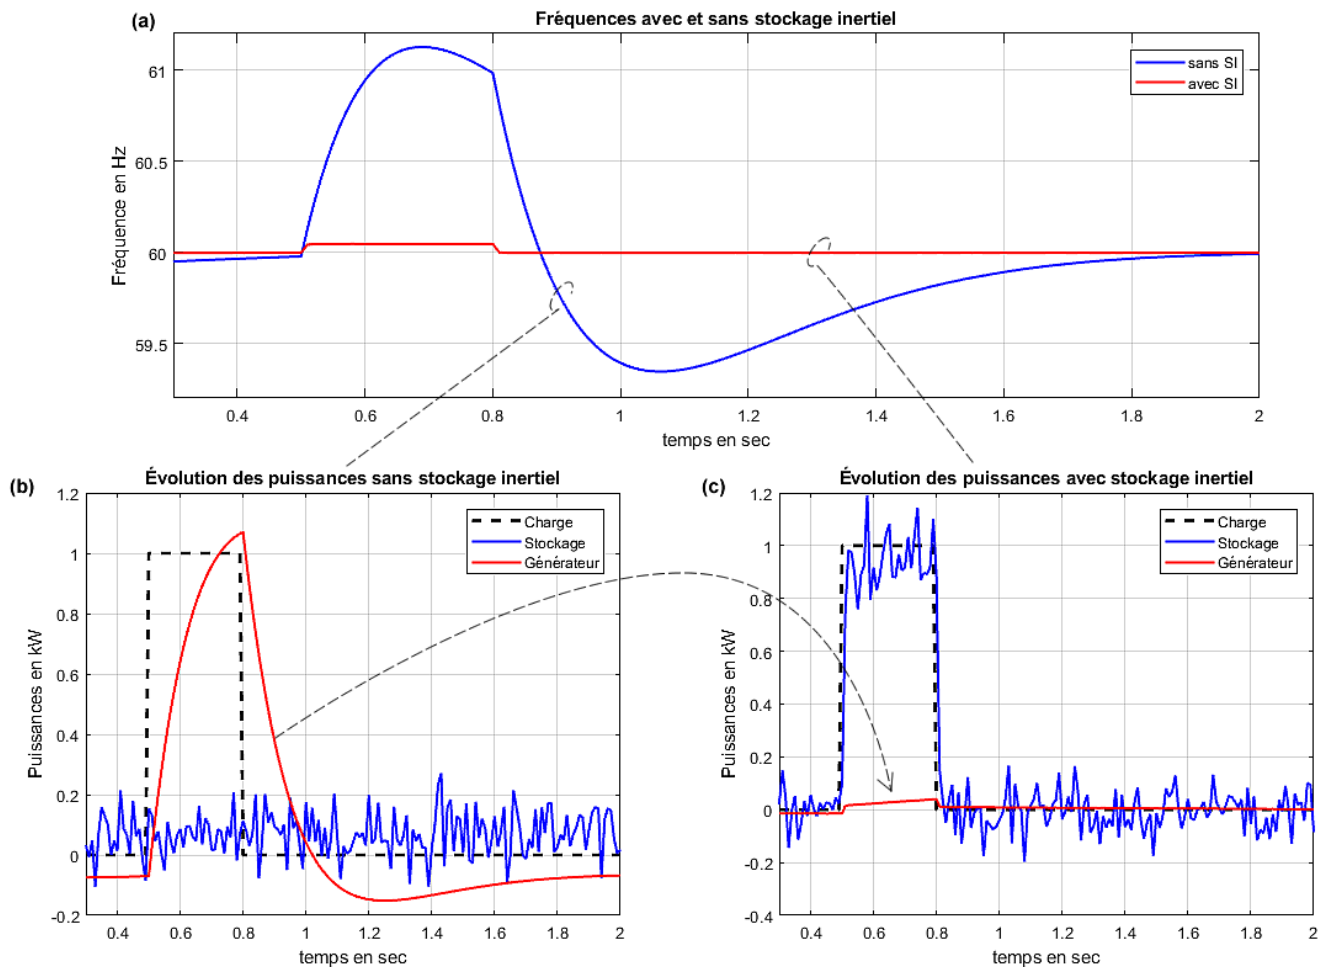 (a)
Fréquences avec et sans stockage inertiel
sans SI
avec SI
Fréquence en Hz
61
60.5
60
59.5
0.4 0.6 0.8 1 1.2 1.4 1.6 1.8 2
temps en sec
(b)
Évolution des puissances sans stockage inertiel
Charge
Stockage
Générateur
Puissances en kW
1.2
1
0.8
0.6
0.4
0.2
0
-0.2
0.4 0.6 0.8 1 1.2 1.4 1.6 1.8 2
temps en sec
(c)
Évolution des puissances avec stockage inertiel
Charge
Stockage
Générateur
Puissances en kW
1.2
1
0.8
0.6
0.4
0.2
0
-0.2
-0.4
0.4 0.6 0.8 1 1.2 1.4 1.6 1.8 2
temps en sec